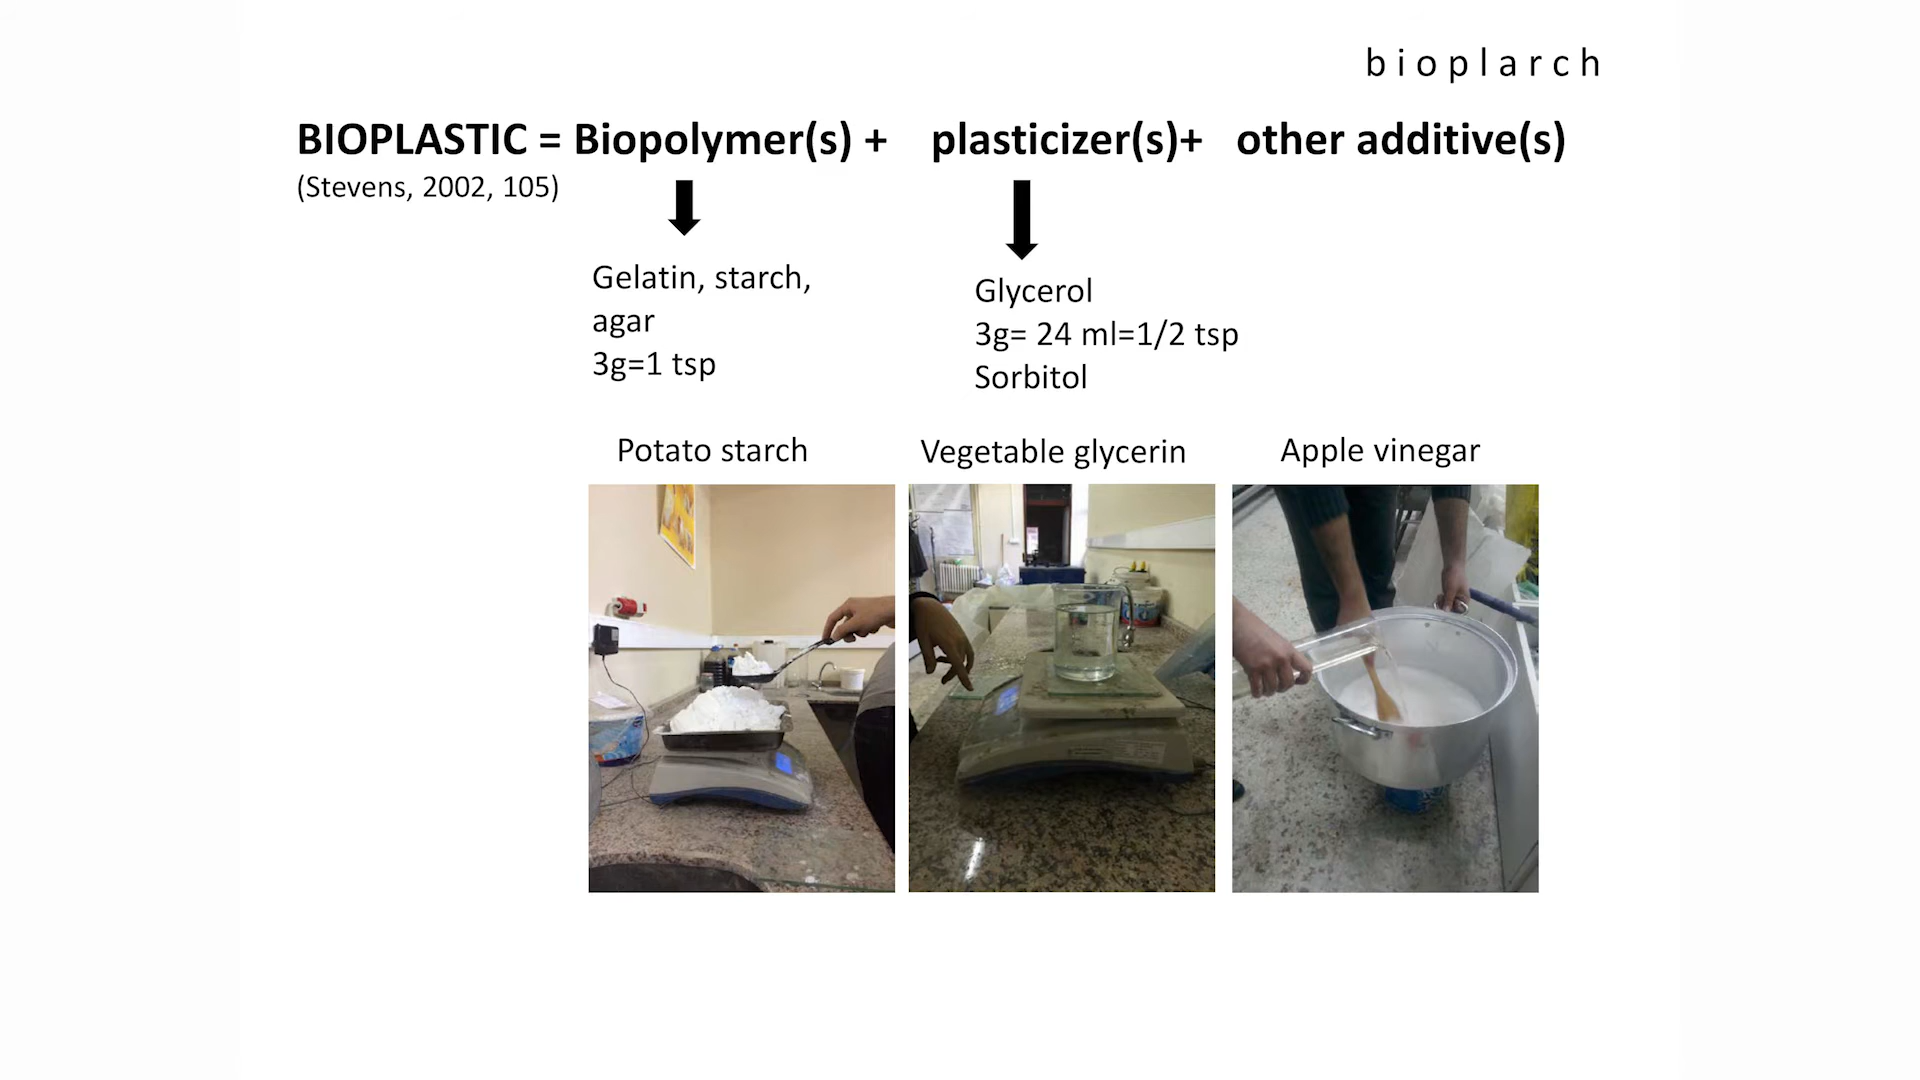 bioplarch
BIOPLASTIC = Biopolymer(s) + plasticizer(s)+ other additive(s)
(Stevens, 2002, 105)
Gelatin, starch,
agar
3g=1 tsp
Glycerol
3g= 24 ml=1/2 tsp
Sorbitol
Potato starch
Vegetable glycerin
Apple vinegar